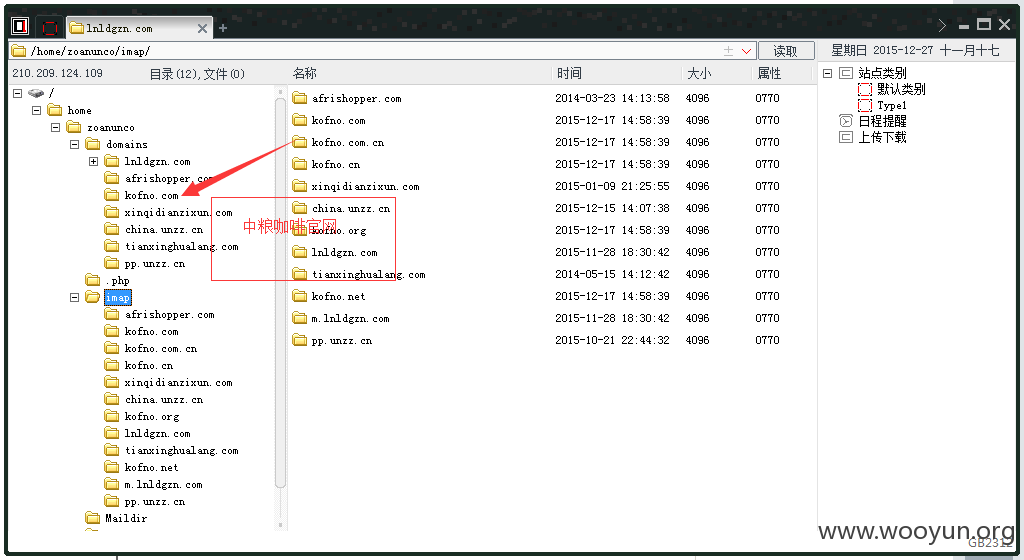 lnldgzn.com
/home/zoanunco/imap/
读取
星期日 2015-12-27 十一月十七
210.209.124.109
目录(12),文件(0)
名称 时间 大小 属性
/
home
zoanunco
domains
lnldgzn.com
afrishopper.com
kofno.com
xinqidianzixun.com
china.unzz.cn
tianxinghualang.com
pp.unzz.cn
.php
imap
afrishopper.com
kofno.com
kofno.com.cn
kofno.cn
xinqidianzixun.com
china.unzz.cn
kofno.org
lnldgzn.com
tianxinghualang.com
kofno.net
m.lnldgzn.com
pp.unzz.cn
Maildir
afrishopper.com 2014-03-23 14:13:58 4096 0770
kofno.com 2015-12-17 14:58:39 4096 0770
kofno.com.cn 2015-12-17 14:58:39 4096 0770
kofno.cn 2015-12-17 14:58:39 4096 0770
xinqidianzixun.com 2015-01-09 21:25:55 4096 0770
china.unzz.cn 2015-12-15 14:07:38 4096 0770
kofno.org 2015-12-17 14:58:39 4096 0770
lnldgzn.com 2015-11-28 18:30:42 4096 0770
tianxinghualang.com 2014-05-15 14:12:42 4096 0770
kofno.net 2015-12-17 14:58:39 4096 0770
m.lnldgzn.com 2015-11-28 18:30:42 4096 0770
pp.unzz.cn 2015-10-21 22:44:32 4096 0770
中粮咖啡官网
站点类别
默认类别
Type1
日程提醒
上传下载
www.wooyun.org
GB2312